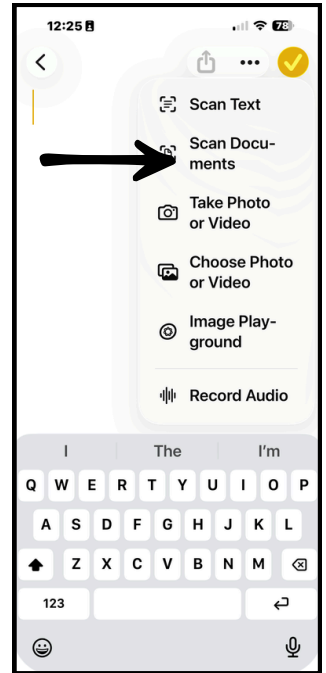 12:25
78
Scan Text
Scan Docu-
ments
Take Photo
or Video
Choose Photo
or Video
Image Play-
ground
Record Audio
I The I'm
Q W E R T Y U I O P
A S D F G H J K L
Z X C V B N M
123